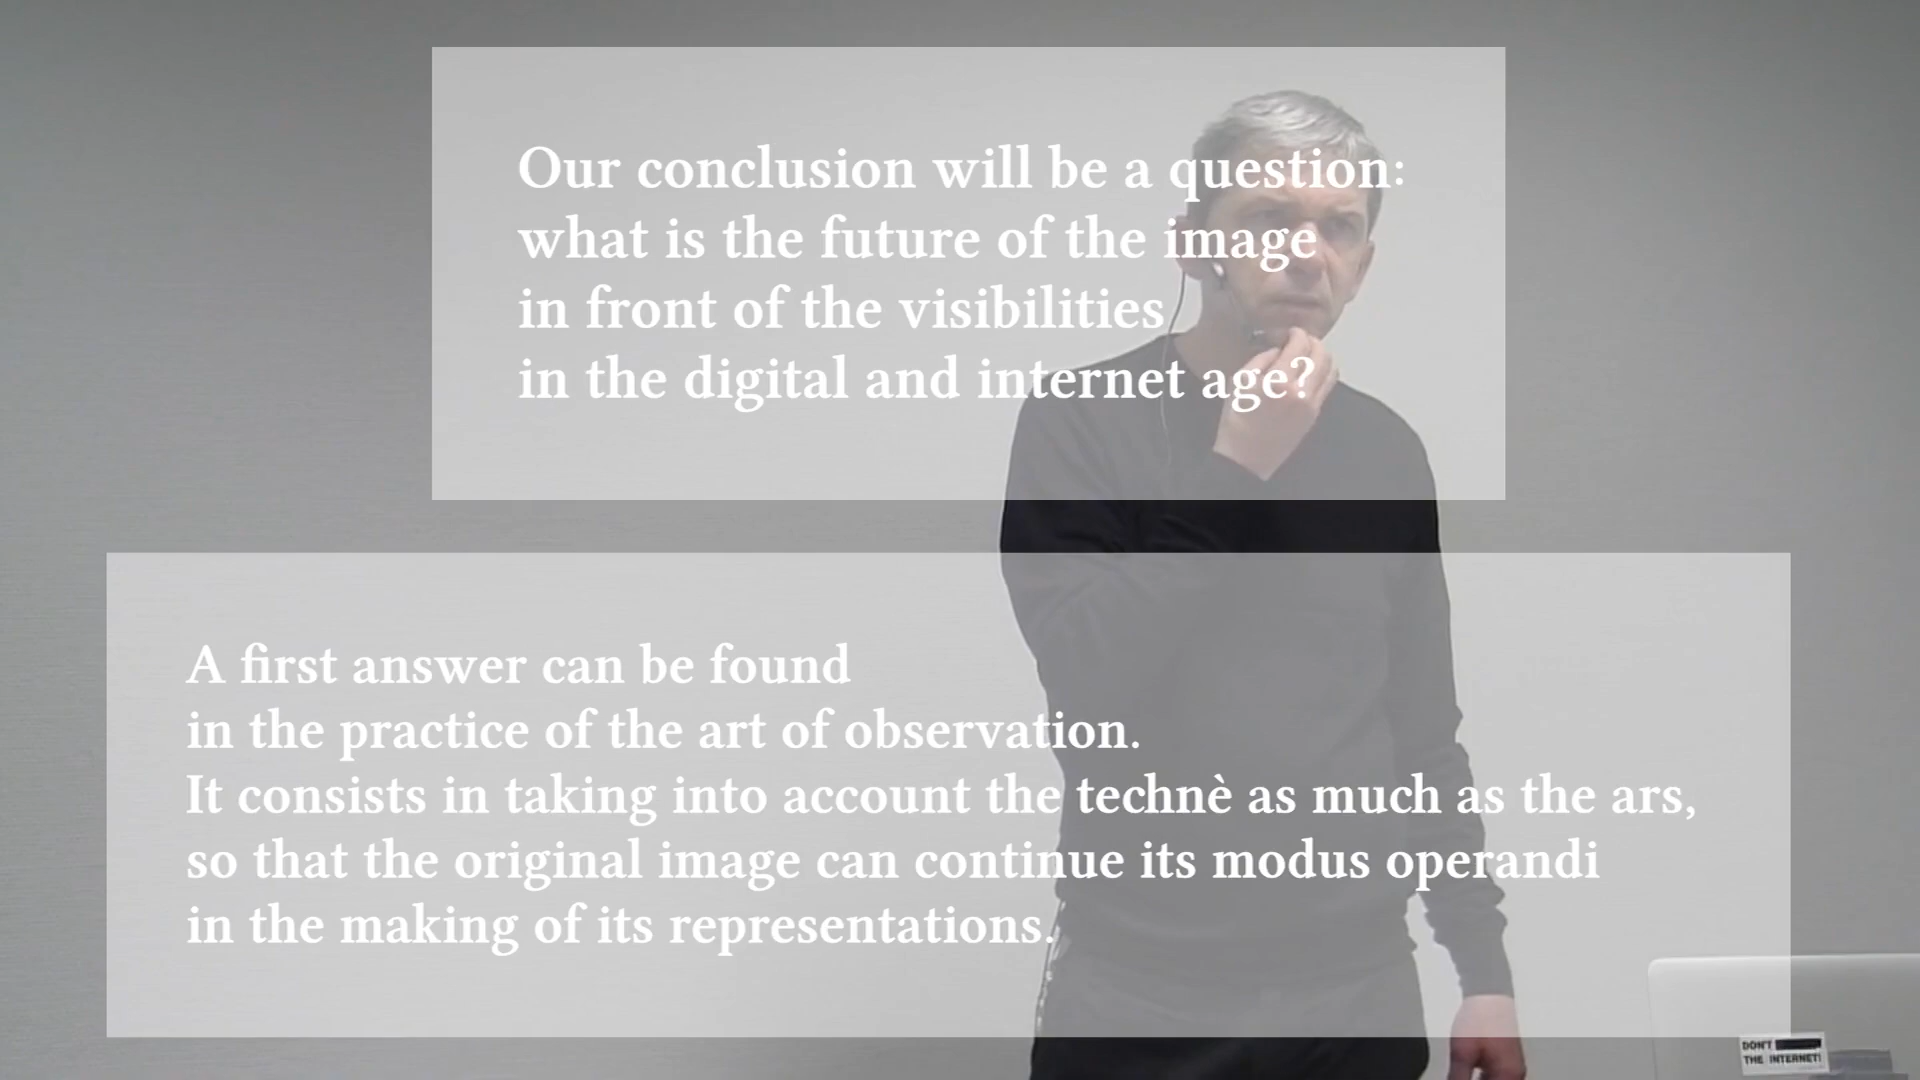 Our conclusion will be a question:
what is the future of the image
in front of the visibilities
in the digital and internet age?
A first answer can be found
in the practice of the art of observation.
It consists in taking into account the technè as much as the ars,
so that the original image can continue its modus operandi
in the making of its representations.
DON'T
THE INTERNET!